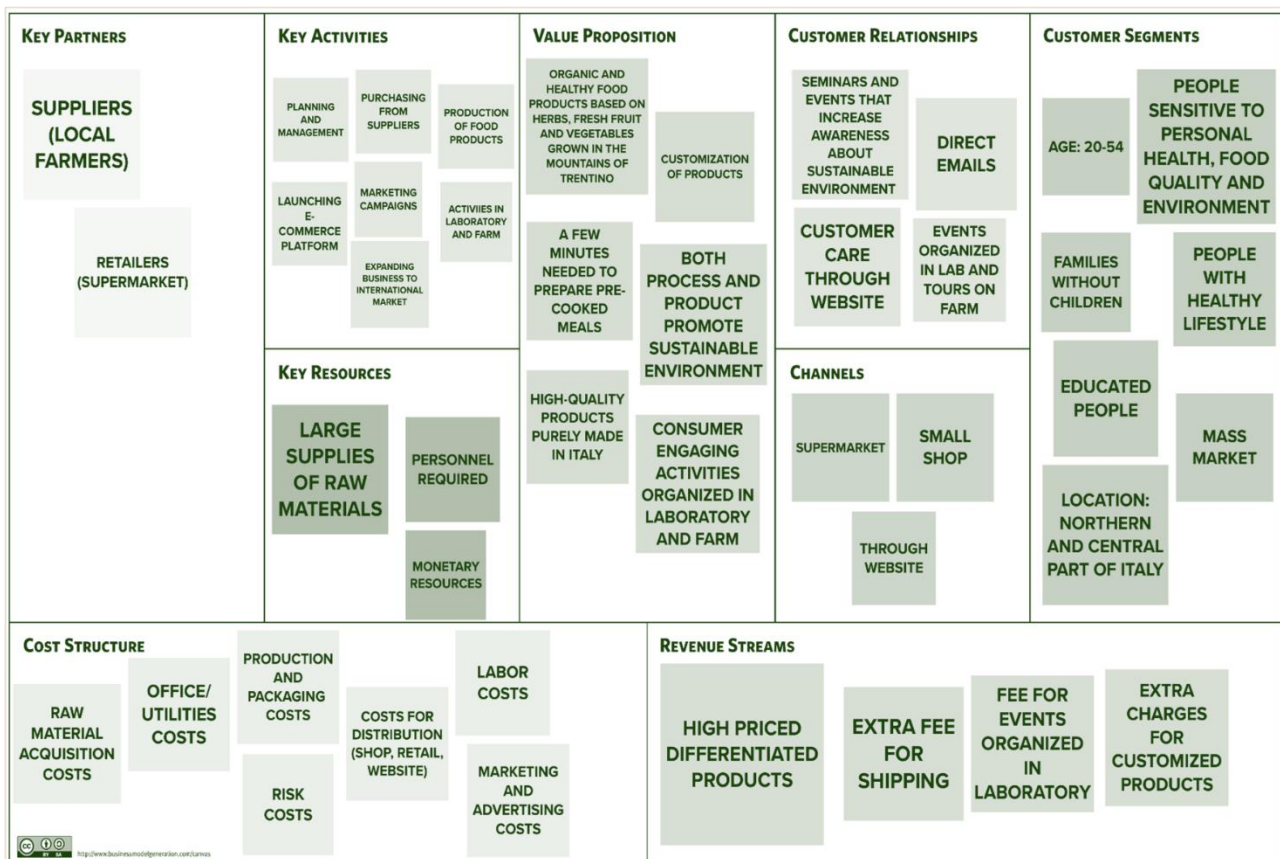 KEY PARTNERS
SUPPLIERS
(LOCAL
FARMERS)
RETAILERS
(SUPERMARKET)
KEY ACTIVITIES
PLANNING
AND
MANAGEMENT
PURCHASING
FROM
SUPPLIERS
PRODUCTION
OF FOOD
PRODUCTS
LAUNCHING
E-
COMMERCE
PLATFORM
MARKETING
CAMPAIGNS
ACTIVIIES IN
LABORATORY
AND FARM
EXPANDING
BUSINESS TO
INTERNATIONAL
MARKET
KEY RESOURCES
LARGE
SUPPLIES
OF RAW
MATERIALS
PERSONNEL
REQUIRED
MONETARY
RESOURCES
VALUE PROPOSITION
ORGANIC AND
HEALTHY FOOD
PRODUCTS BASED ON
HERBS, FRESH FRUIT
AND VEGETABLES
GROWN IN THE
MOUNTAINS OF
TRENTINO
CUSTOMIZATION
OF PRODUCTS
A FEW
MINUTES
NEEDED TO
PREPARE PRE-
COOKED
MEALS
BOTH
PROCESS AND
PRODUCT
PROMOTE
SUSTAINABLE
ENVIRONMENT
HIGH-QUALITY
PRODUCTS
PURELY MADE
IN ITALY
CONSUMER
ENGAGING
ACTIVITIES
ORGANIZED IN
LABORATORY
AND FARM
CUSTOMER RELATIONSHIPS
SEMINARS AND
EVENTS THAT
INCREASE
AWARENESS
ABOUT
SUSTAINABLE
ENVIRONMENT
DIRECT
EMAILS
CUSTOMER
CARE
THROUGH
WEBSITE
EVENTS
ORGANIZED
IN LAB AND
TOURS ON
FARM
CHANNELS
SUPERMARKET
SMALL
SHOP
THROUGH
WEBSITE
CUSTOMER SEGMENTS
AGE: 20-54
PEOPLE
SENSITIVE TO
PERSONAL
HEALTH, FOOD
QUALITY AND
ENVIRONMENT
FAMILIES
WITHOUT
CHILDREN
PEOPLE
WITH
HEALTHY
LIFESTYLE
EDUCATED
PEOPLE
MASS
MARKET
LOCATION:
NORTHERN
AND CENTRAL
PART OF ITALY
COST STRUCTURE
RAW
MATERIAL
ACQUISITION
COSTS
OFFICE/
UTILITIES
COSTS
PRODUCTION
AND
PACKAGING
COSTS
RISK
COSTS
COSTS FOR
DISTRIBUTION
(SHOP, RETAIL,
WEBSITE)
LABOR
COSTS
MARKETING
AND
ADVERTISING
COSTS
REVENUE STREAMS
HIGH PRICED
DIFFERENTIATED
PRODUCTS
EXTRA FEE
FOR
SHIPPING
FEE FOR
EVENTS
ORGANIZED
IN
LABORATORY
EXTRA
CHARGES
FOR
CUSTOMIZED
PRODUCTS
cc BY SA
http://www.businessmodelgeneration.com/canvas